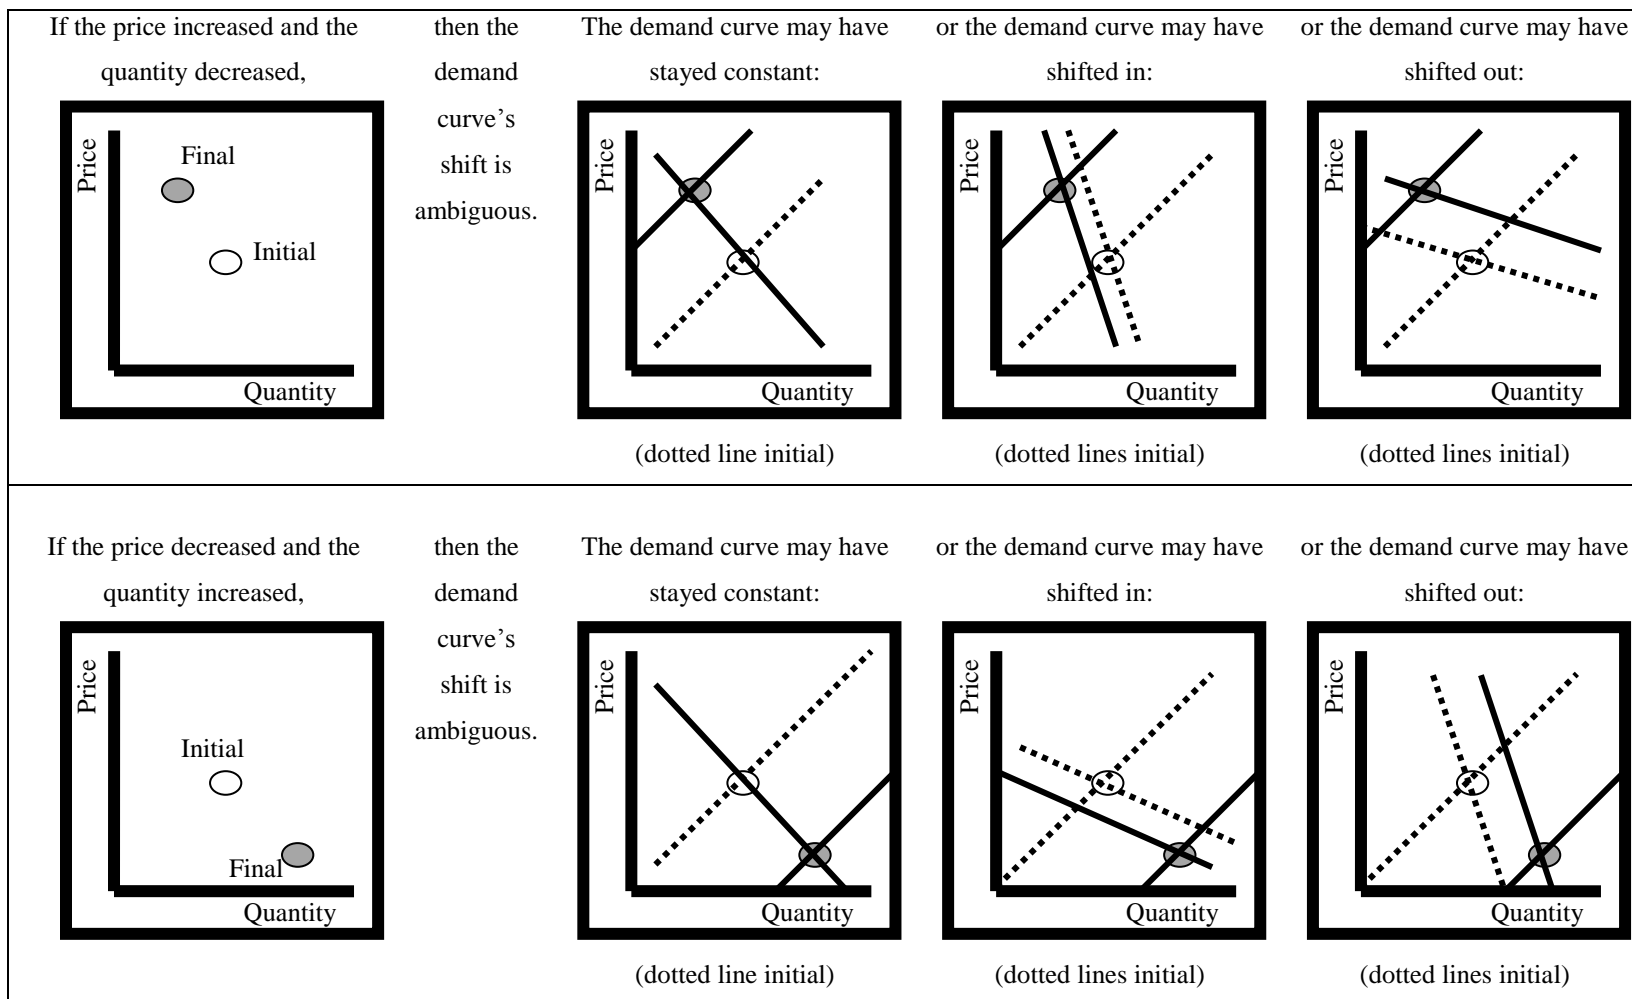 If the price increased and the
quantity decreased,
then the
demand
curve’s
shift is
ambiguous.
The demand curve may have
stayed constant:
or the demand curve may have
shifted in:
or the demand curve may have
shifted out:
Price
Final
Initial
Quantity
Price
Quantity
(dotted line initial)
Price
Quantity
(dotted lines initial)
Price
Quantity
(dotted lines initial)
If the price decreased and the
quantity increased,
then the
demand
curve’s
shift is
ambiguous.
The demand curve may have
stayed constant:
or the demand curve may have
shifted in:
or the demand curve may have
shifted out:
Price
Initial
Final
Quantity
Price
Quantity
(dotted line initial)
Price
Quantity
(dotted lines initial)
Price
Quantity
(dotted lines initial)